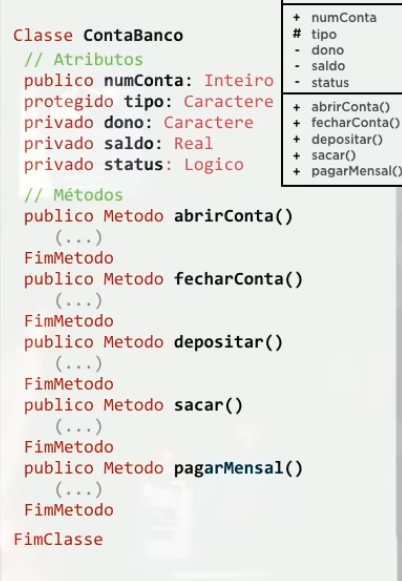 Classe ContaBanco
// Atributos
publico numConta: Inteiro
protegido tipo: Caractere
privado dono: Caractere
privado saldo: Real
privado status: Logico
// Métodos
publico Metodo abrirConta()
(...)
FimMetodo
publico Metodo fecharConta()
(...)
FimMetodo
publico Metodo depositar()
(...)
FimMetodo
publico Metodo sacar()
(...)
FimMetodo
publico Metodo pagarMensal()
(...)
FimMetodo
FimClasse
+ numConta
# tipo
- dono
- saldo
- status
+ abrirConta()
+ fecharConta()
+ depositar()
+ sacar()
+ pagarMensal()